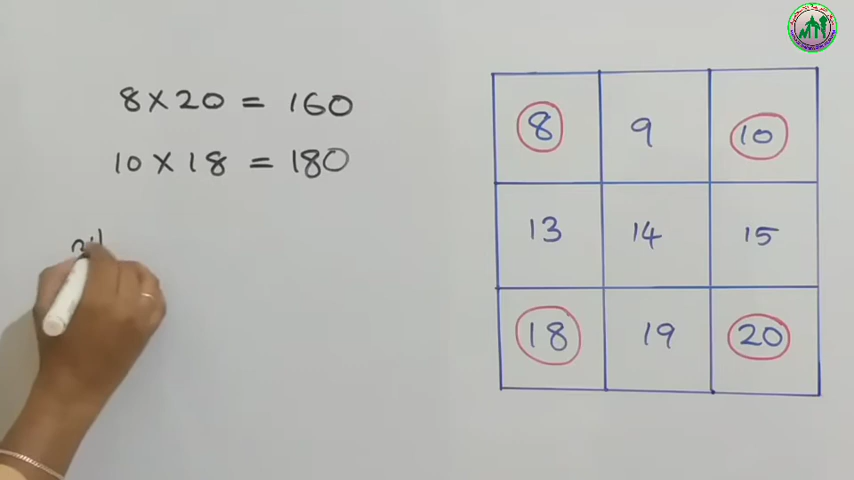 8 × 20 = 160
10 × 18 = 180
8 9 10
13 14 15
18 19 20